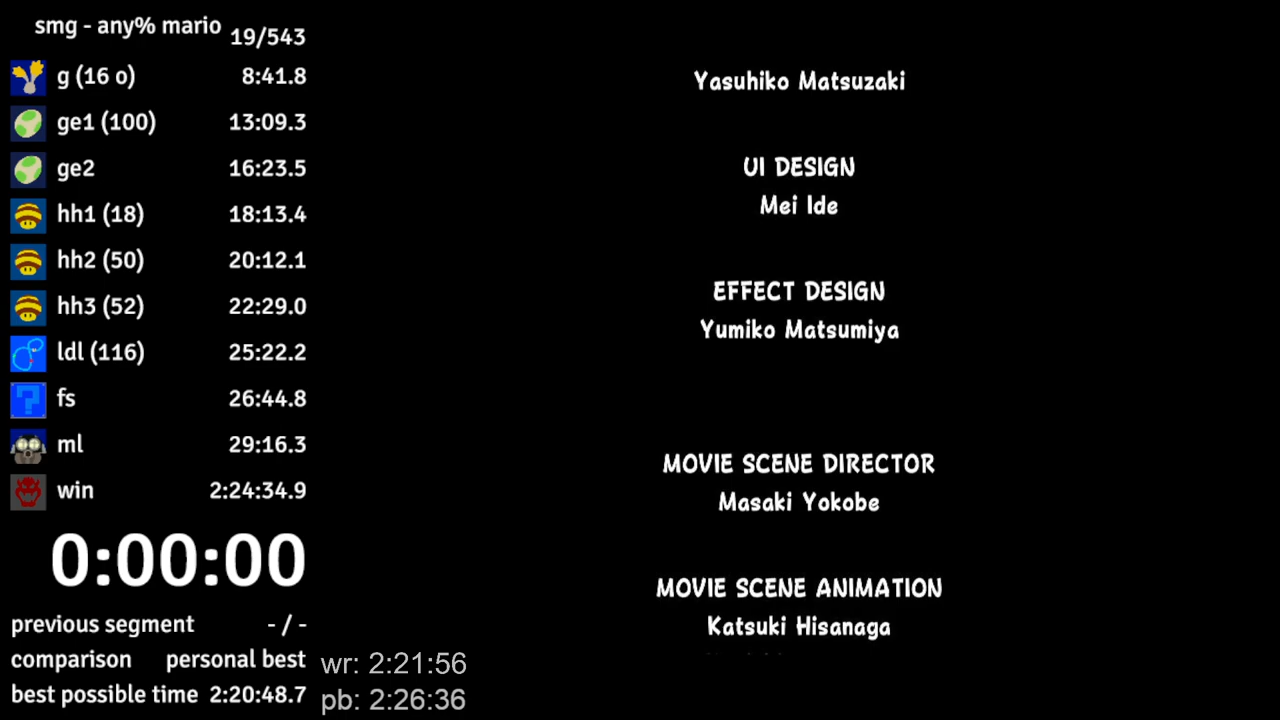 smg - any% mario 19/543
g (16 o) 8:41.8
ge1 (100) 13:09.3
ge2 16:23.5
hh1 (18) 18:13.4
hh2 (50) 20:12.1
hh3 (52) 22:29.0
ldl (116) 25:22.2
fs 26:44.8
ml 29:16.3
win 2:24:34.9
0:00:00
previous segment - / -
comparison personal best
best possible time 2:20:48.7
wr: 2:21:56
pb: 2:26:36
Yasuhiko Matsuzaki
UI DESIGN
Mei Ide
EFFECT DESIGN
Yumiko Matsumiya
MOVIE SCENE DIRECTOR
Masaki Yokobe
MOVIE SCENE ANIMATION
Katsuki Hisanaga